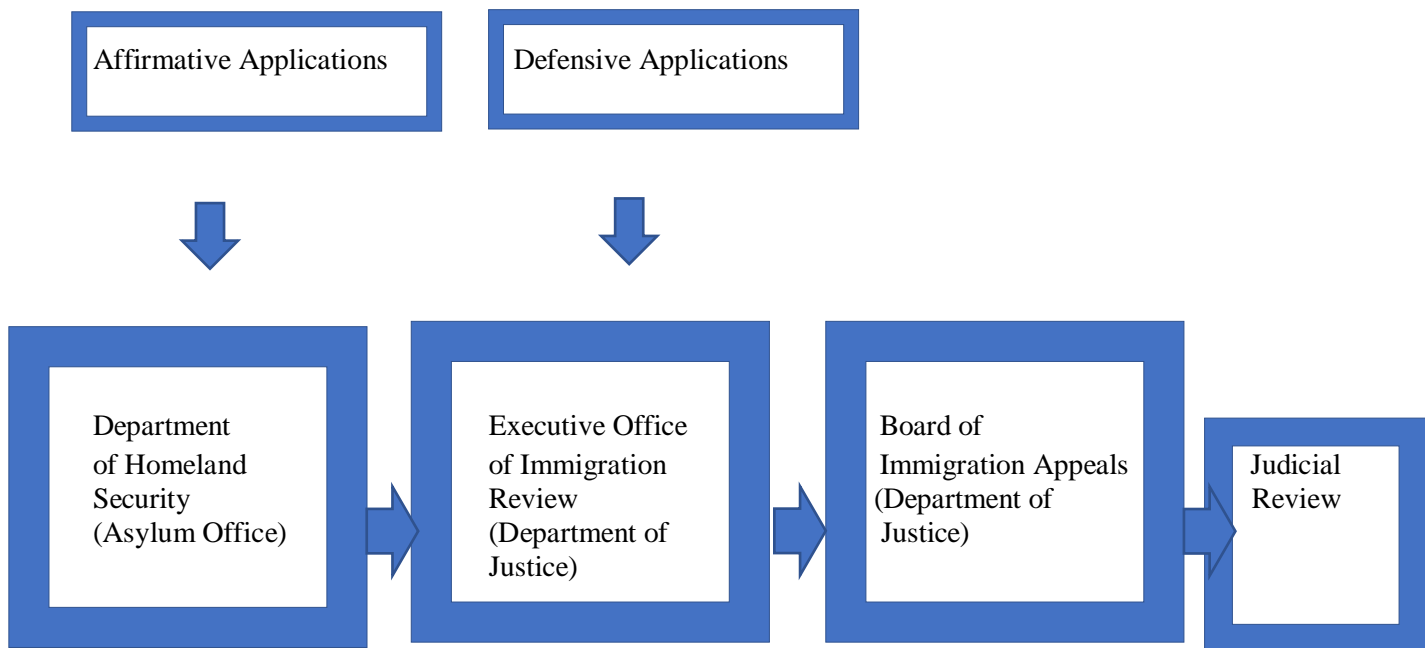 Affirmative Applications
Defensive Applications
Department
of Homeland
Security
(Asylum Office)
Executive Office
of Immigration
Review
(Department of
Justice)
Board of
Immigration Appeals
(Department of
Justice)
Judicial
Review